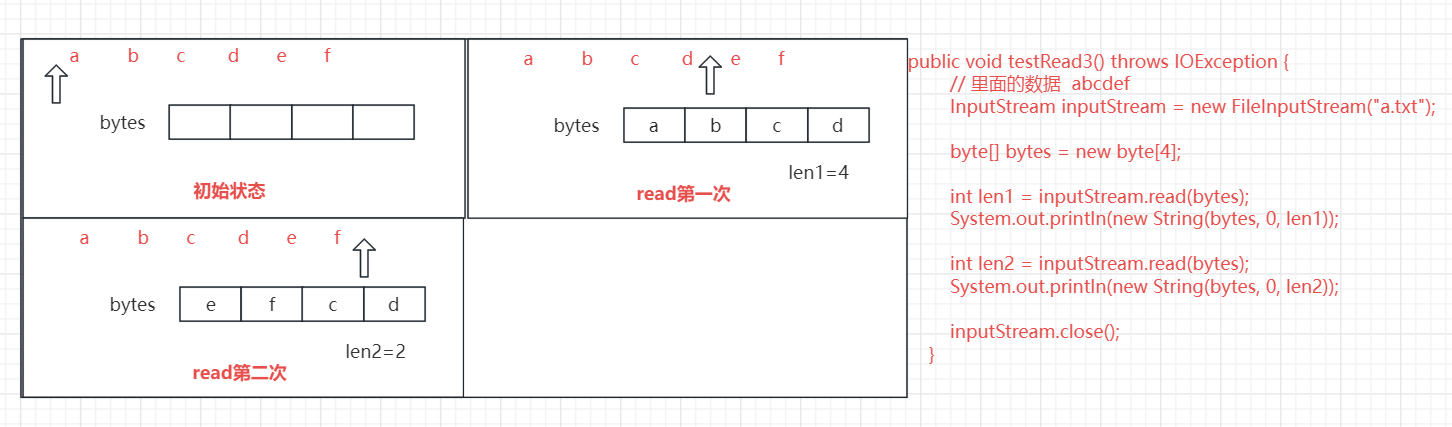 a b c d e f
bytes
初始状态
a b c d e f
bytes a b c d
len1=4
read第一次
a b c d e f
bytes e f c d
len2=2
read第二次
public void testRead3() throws IOException {
// 里面的数据 abcdef
InputStream inputStream = new FileInputStream("a.txt");
byte[] bytes = new byte[4];
int len1 = inputStream.read(bytes);
System.out.println(new String(bytes, 0, len1));
int len2 = inputStream.read(bytes);
System.out.println(new String(bytes, 0, len2));
inputStream.close();
}